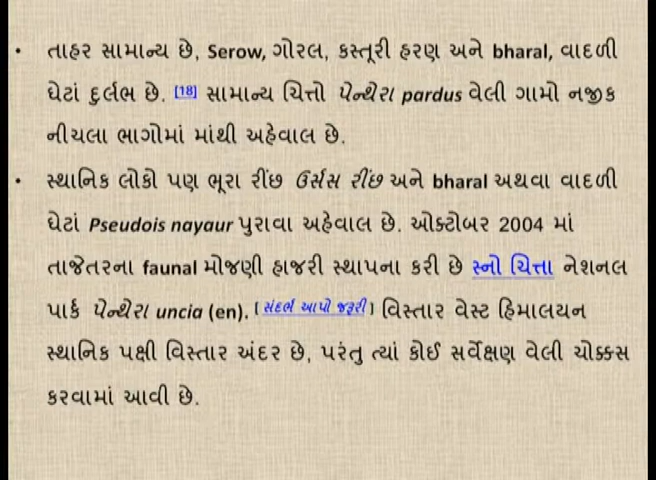 • તાહર સામાન્ય છે, Serow, ગોરલ, કસ્તૂરી હરણ અને bharal, વાદળી
ઘેટાં દુર્લભ છે. [18] સામાન્ય ચિત્તો પેન્થેરા pardus વેલી ગામો નજીક
નીચલા ભાગોમાં માંથી અહેવાલ છે.
• સ્થાનિક લોકો પણ ભૂરા રીંછ ઉર્સસ રીંછ અને bharal અથવા વાદળી
ઘેટાં Pseudois nayaur પુરાવા અહેવાલ છે. ઓક્ટોબર 2004 માં
તાજેતરના faunal મોજણી હાજરી સ્થાપના કરી છે સ્નો ચિત્તા નેશનલ
પાર્ક પેન્થેરા uncia (en). [ સંદર્ભ આપો જરૂરી ] વિસ્તાર વેસ્ટ હિમાલયન
સ્થાનિક પક્ષી વિસ્તાર અંદર છે, પરંતુ ત્યાં કોઈ સર્વેક્ષણ વેલી ચોક્કસ
કરવામાં આવી છે.